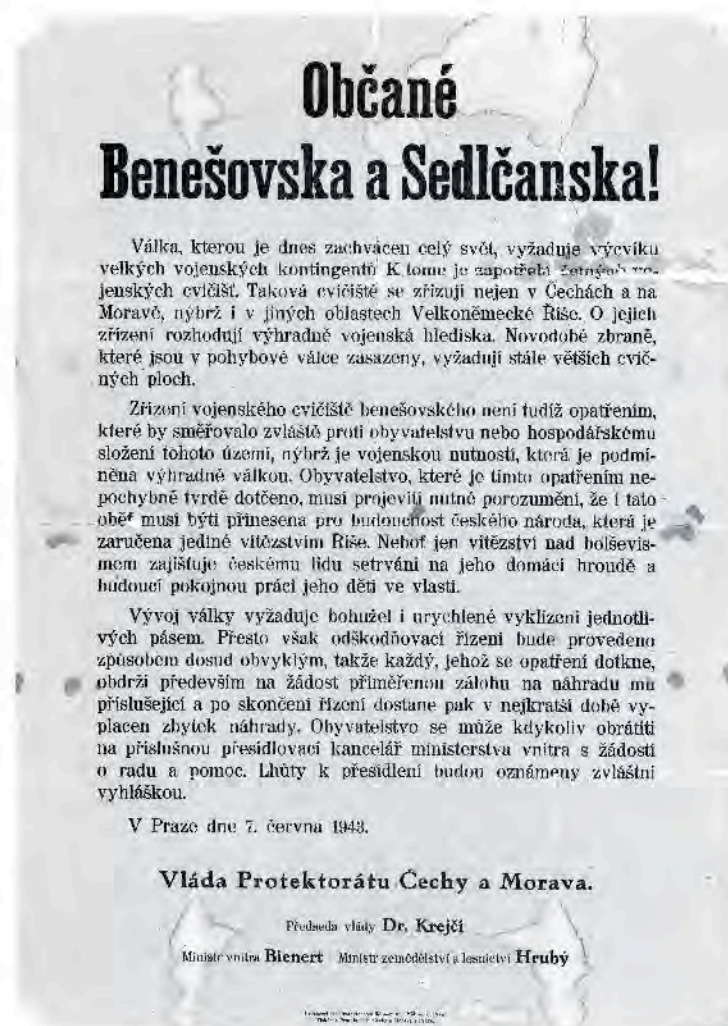 Občané
Benešovska a Sedlčanska!
Válka, kterou je dnes zachvácen celý svět, vyžaduje výcviku
velkých vojenských kontingentů K tomu je zapotřebí četných vo-
jenských cvičišť. Taková cvičiště se zřizují nejen v Čechách a na
Moravě, nýbrž i v jiných oblastech Velkoněmecké Říše. O jejich
zřízení rozhodují výhradně vojenská hlediska. Novodobé zbraně,
které jsou v pohybové válce zasazeny, vyžadují stále větších cvič-
ných ploch.
Zřízení vojenského cvičiště benešovského není tudíž opatřením,
které by směřovalo zvláště proti obyvatelstvu nebo hospodářskému
složení tohoto území, nýbrž je vojenskou nutností, která je podmí-
něna výhradně válkou. Obyvatelstvo, které je tímto opatřením ne-
pochybně tvrdě dotčeno, musí projeviti nutné porozumění, že i tato
oběť musí býti přinesena pro budoucnost českého národa, která je
zaručena jedině vítězstvím Říše. Neboť jen vítězství nad bolševis-
mem zajišťuje českému lidu setrvání na jeho domácí hroudě a
budoucí pokojnou práci jeho dětí ve vlasti.
Vývoj války vyžaduje bohužel i urychlené vyklizení jednotli-
vých pásem. Přesto však odškodňovací řízení bude provedeno
způsobem dosud obvyklým, takže každý, jehož se opatření dotkne,
obdrží především na žádost přiměřenou zálohu na náhradu mu
příslušející a po skončení řízení dostane pak v nejkratší době vy-
placen zbytek náhrady. Obyvatelstvo se může kdykoliv obrátiti
na příslušnou přesídlovací kancelář ministerstva vnitra s žádostí
o radu a pomoc. Lhůty k přesídlení budou oznámeny zvláštní
vyhláškou.
V Praze dne 7. června 1943.
Vláda Protektorátu Čechy a Morava.
Předseda vlády Dr. Krejčí
Ministr vnitra Bienert Ministr zemědělství a lesnictví Hrubý